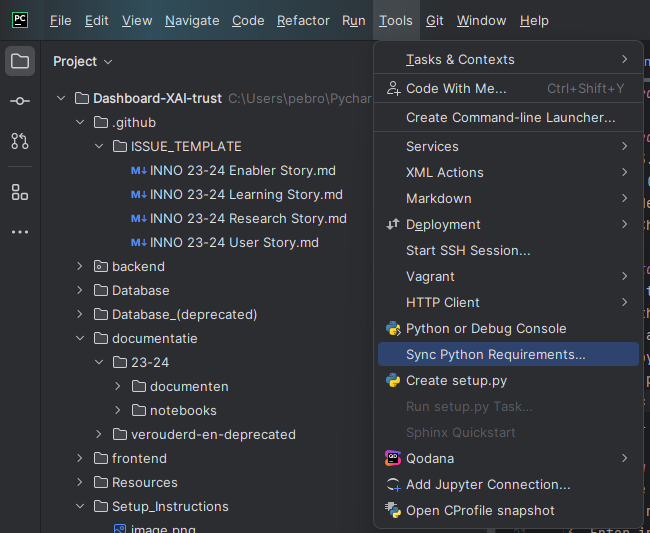 PC File Edit View Navigate Code Refactor Run Tools Git Window Help
Project
Dashboard-XAI-trust C:\Users\pebro\Pychar
.github
ISSUE_TEMPLATE
M↓ INNO 23-24 Enabler Story.md
M↓ INNO 23-24 Learning Story.md
M↓ INNO 23-24 Research Story.md
M↓ INNO 23-24 User Story.md
backend
Database
Database_(deprecated)
documentatie
23-24
documenten
notebooks
verouderd-en-deprecated
frontend
Resources
Setup_Instructions
image.png
Tasks & Contexts
Code With Me... Ctrl+Shift+Y
Create Command-line Launcher...
Services
XML Actions
Markdown
Deployment
Start SSH Session...
Vagrant
HTTP Client
Python or Debug Console
Sync Python Requirements...
Create setup.py
Run setup.py Task...
Sphinx Quickstart
QD Qodana
Add Jupyter Connection...
Open CProfile snapshot